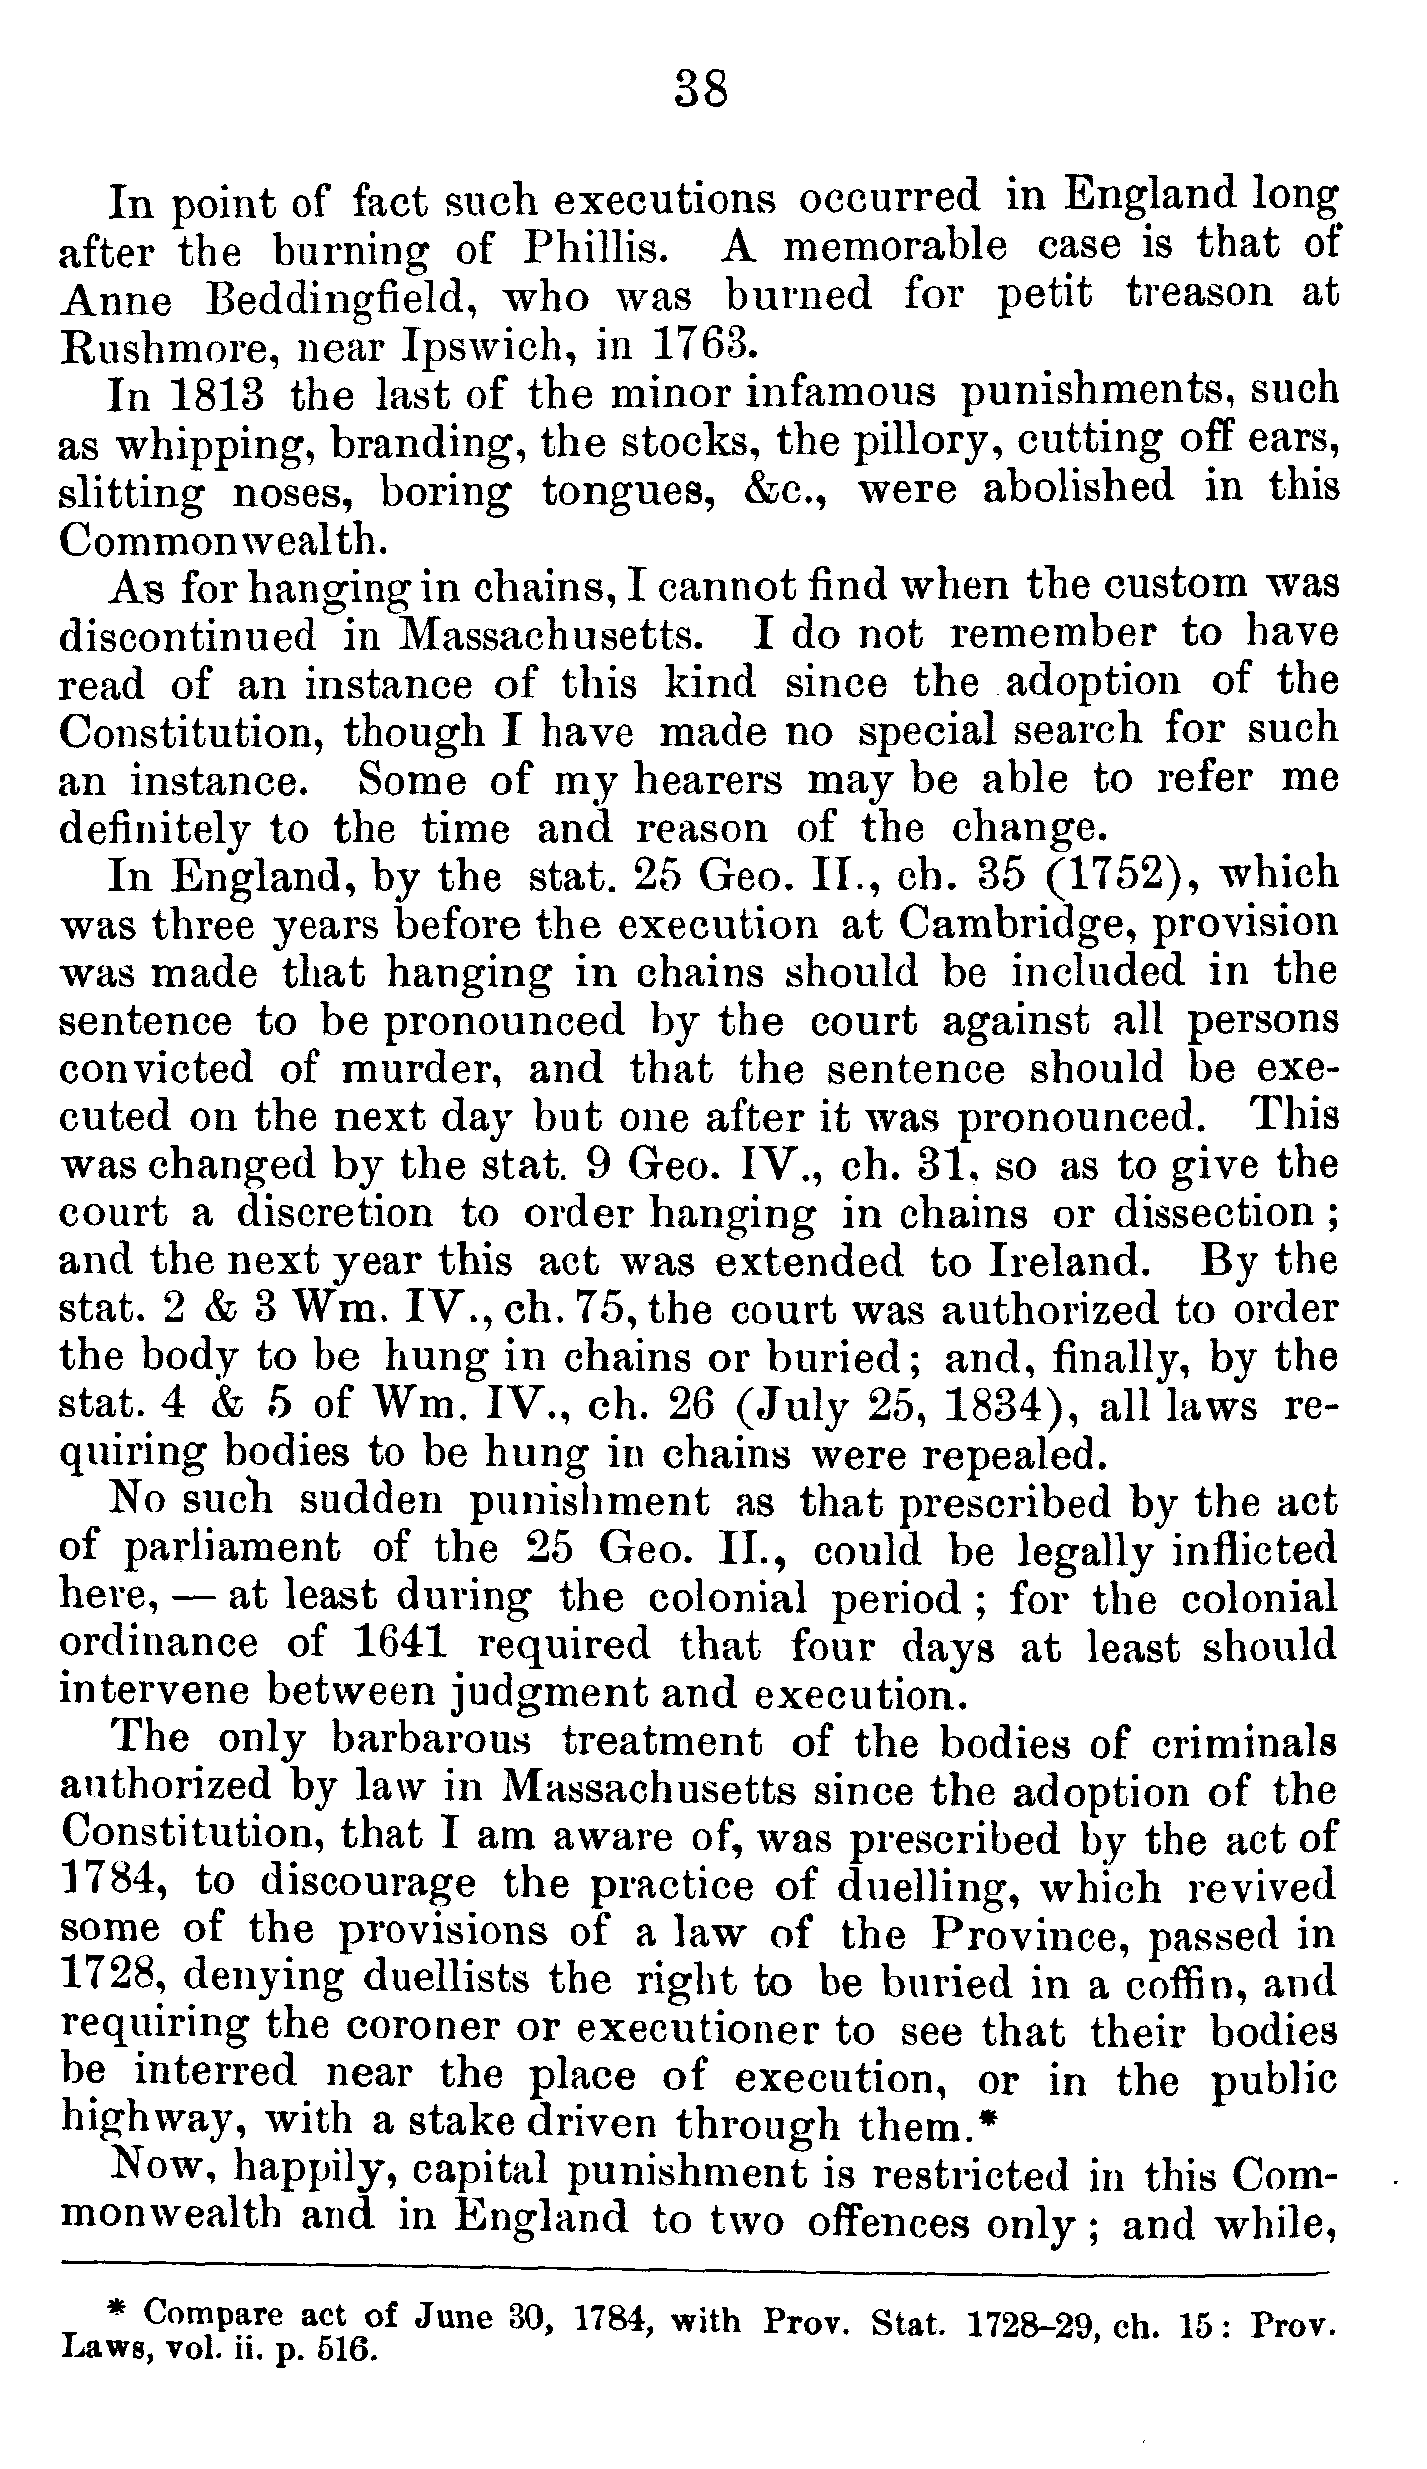 38
In point of fact such executions occurred in England long
after the burning of Phillis. A memorable case is that of
Anne Beddingfield, who was burned for petit treason at
Rushmore, near Ipswich, in 1763.
In 1813 the last of the minor infamous punishments, such
as whipping, branding, the stocks, the pillory, cutting off ears,
slitting noses, boring tongues, &c., were abolished in this
Commonwealth.
As for hanging in chains, I cannot find when the custom was
discontinued in Massachusetts. I do not remember to have
read of an instance of this kind since the adoption of the
Constitution, though I have made no special search for such
an instance. Some of my hearers may be able to refer me
definitely to the time and reason of the change.
In England, by the stat. 25 Geo. II., ch. 35 (1752), which
was three years before the execution at Cambridge, provision
was made that hanging in chains should be included in the
sentence to be pronounced by the court against all persons
convicted of murder, and that the sentence should be exe-
cuted on the next day but one after it was pronounced. This
was changed by the stat. 9 Geo. IV., ch. 31, so as to give the
court a discretion to order hanging in chains or dissection ;
and the next year this act was extended to Ireland. By the
stat. 2 & 3 Wm. IV., ch. 75, the court was authorized to order
the body to be hung in chains or buried; and, finally, by the
stat. 4 & 5 of Wm. IV., ch. 26 (July 25, 1834), all laws re-
quiring bodies to be hung in chains were repealed.
No such sudden punishment as that prescribed by the act
of parliament of the 25 Geo. II., could be legally inflicted
here, — at least during the colonial period ; for the colonial
ordinance of 1641 required that four days at least should
intervene between judgment and execution.
The only barbarous treatment of the bodies of criminals
authorized by law in Massachusetts since the adoption of the
Constitution, that I am aware of, was prescribed by the act of
1784, to discourage the practice of duelling, which revived
some of the provisions of a law of the Province, passed in
1728, denying duellists the right to be buried in a coffin, and
requiring the coroner or executioner to see that their bodies
be interred near the place of execution, or in the public
highway, with a stake driven through them.*
Now, happily, capital punishment is restricted in this Com-
monwealth and in England to two offences only ; and while,
* Compare act of June 30, 1784, with Prov. Stat. 1728-29, ch. 15 : Prov.
Laws, vol. ii. p. 516.